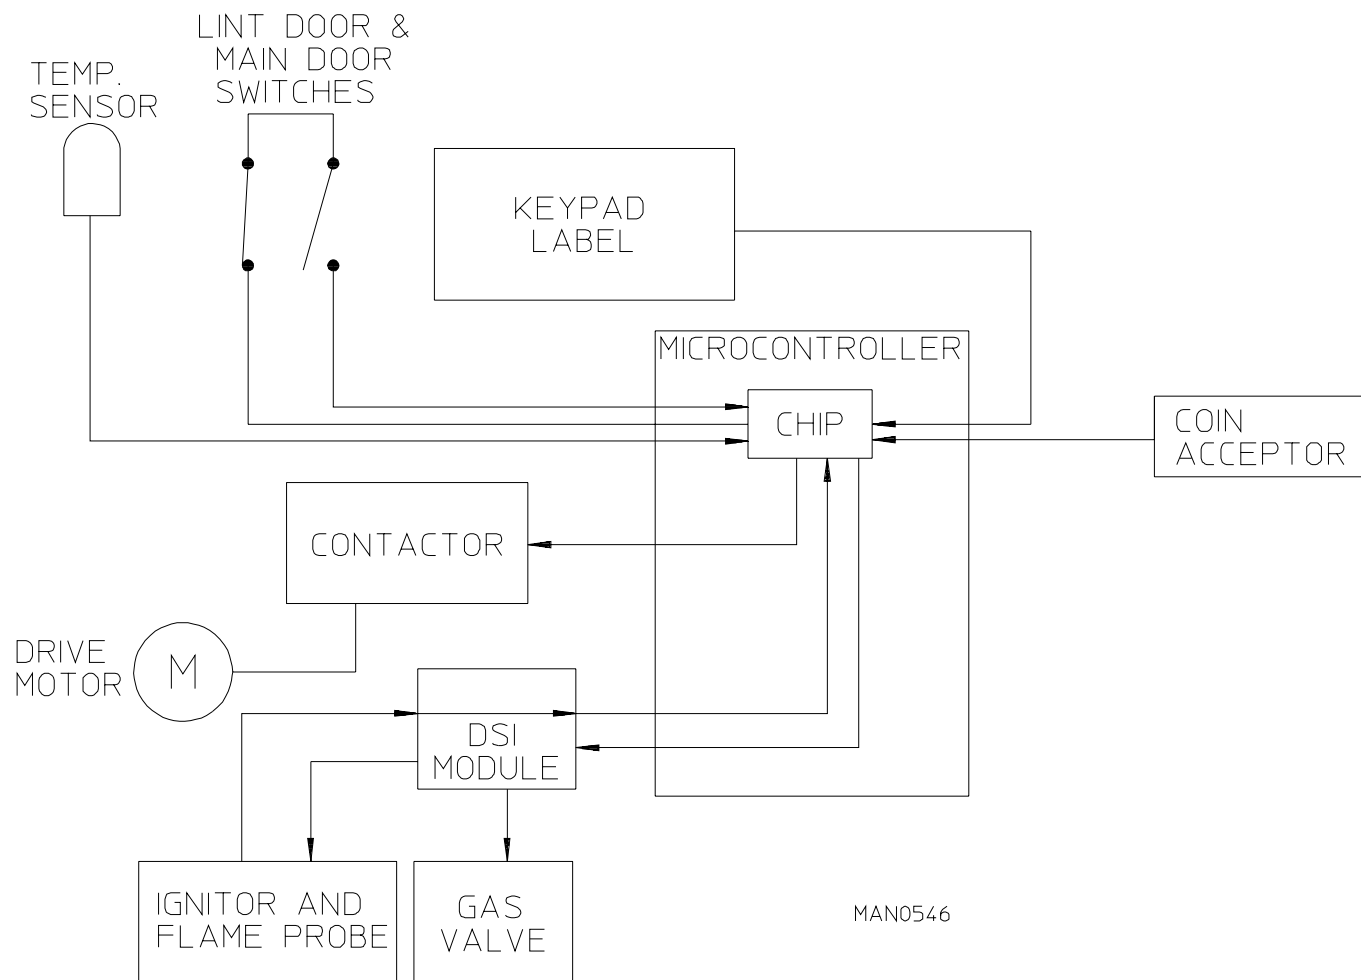 LINT DOOR &
MAIN DOOR
SWITCHES
TEMP.
SENSOR
KEYPAD
LABEL
MICROCONTROLLER
CHIP
COIN
ACCEPTOR
CONTACTOR
DRIVE
MOTOR
M
DSI
MODULE
IGNITOR AND
FLAME PROBE
GAS
VALVE
MAN0546